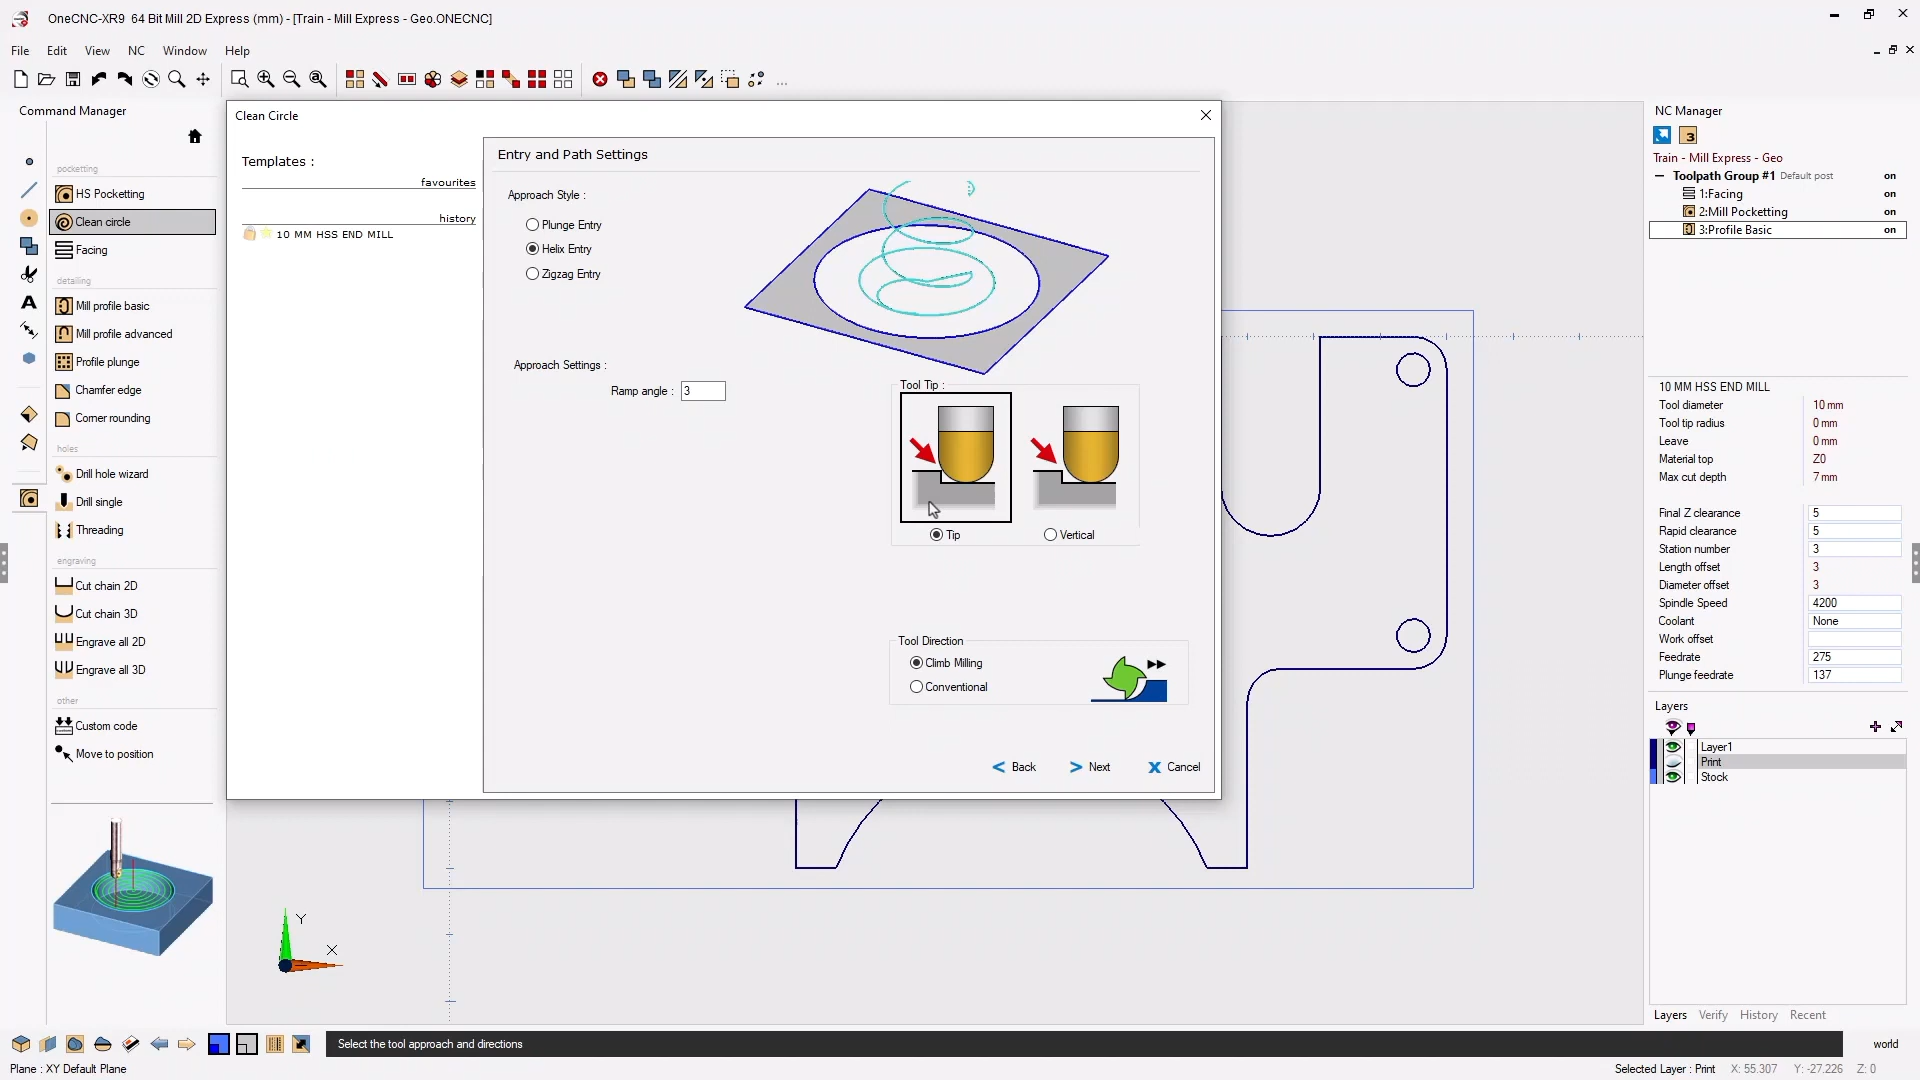 OneCNC-XR9 64 Bit Mill 2D Express (mm) - [Train - Mill Express - Geo.ONECNC]
File Edit View NC Window Help
Command Manager
pocketting
HS Pocketting
Clean circle
Facing
detailing
Mill profile basic
Mill profile advanced
Profile plunge
Chamfer edge
Corner rounding
holes
Drill hole wizard
Drill single
Threading
engraving
Cut chain 2D
Cut chain 3D
Engrave all 2D
Engrave all 3D
other
Custom code
Move to position
A
Clean Circle
Templates :
favourites
history
10 MM HSS END MILL
Entry and Path Settings
Approach Style :
Plunge Entry
Helix Entry
Zigzag Entry
Approach Settings :
Ramp angle : 3
Tool Tip :
Tip Vertical
Tool Direction
Climb Milling
Conventional
< Back > Next X Cancel
Y
X
NC Manager
3
Train - Mill Express - Geo
Toolpath Group #1 Default post on
1:Facing on
2:Mill Pocketting on
3:Profile Basic on
10 MM HSS END MILL
Tool diameter 10 mm
Tool tip radius 0 mm
Leave 0 mm
Material top Z0
Max cut depth 7 mm
Final Z clearance 5
Rapid clearance 5
Station number 3
Length offset 3
Diameter offset 3
Spindle Speed 4200
Coolant None
Work offset
Feedrate 275
Plunge feedrate 137
Layers
Layer1
Print
Stock
Layers Verify History Recent
Select the tool approach and directions
world
Plane : XY Default Plane
Selected Layer : Print X: 55.307 Y: -27.226 Z: 0